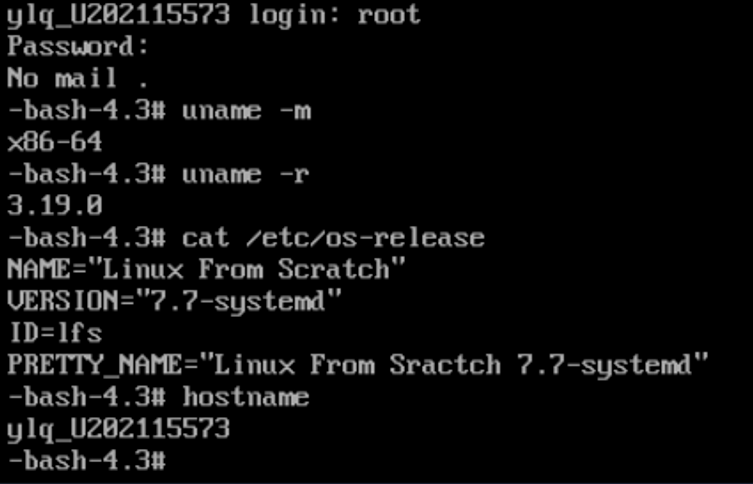 ylq_U202115573 login: root
Password:
No mail .
-bash-4.3# uname -m
x86-64
-bash-4.3# uname -r
3.19.0
-bash-4.3# cat /etc/os-release
NAME="Linux From Scratch"
VERSION="7.7-systemd"
ID=lfs
PRETTY_NAME="Linux From Sractch 7.7-systemd"
-bash-4.3# hostname
ylq_U202115573
-bash-4.3#